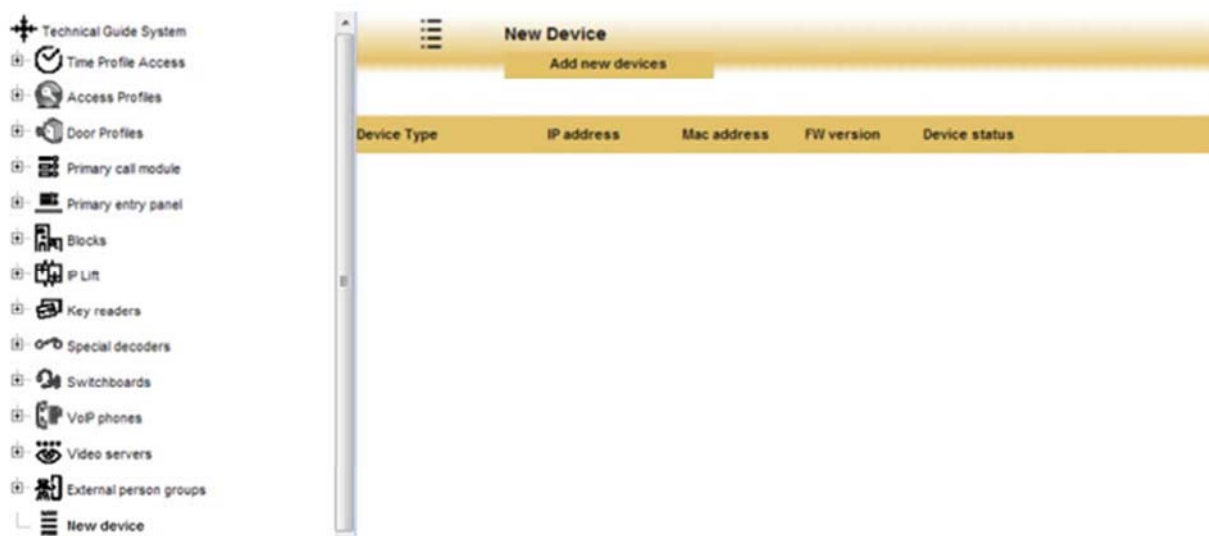 Technical Guide System
Time Profile Access
Access Profiles
Door Profiles
Primary call module
Primary entry panel
Blocks
IP Lift
Key readers
Special decoders
Switchboards
VoIP phones
Video servers
External person groups
New device
New Device
Add new devices
Device Type IP address Mac address FW version Device status